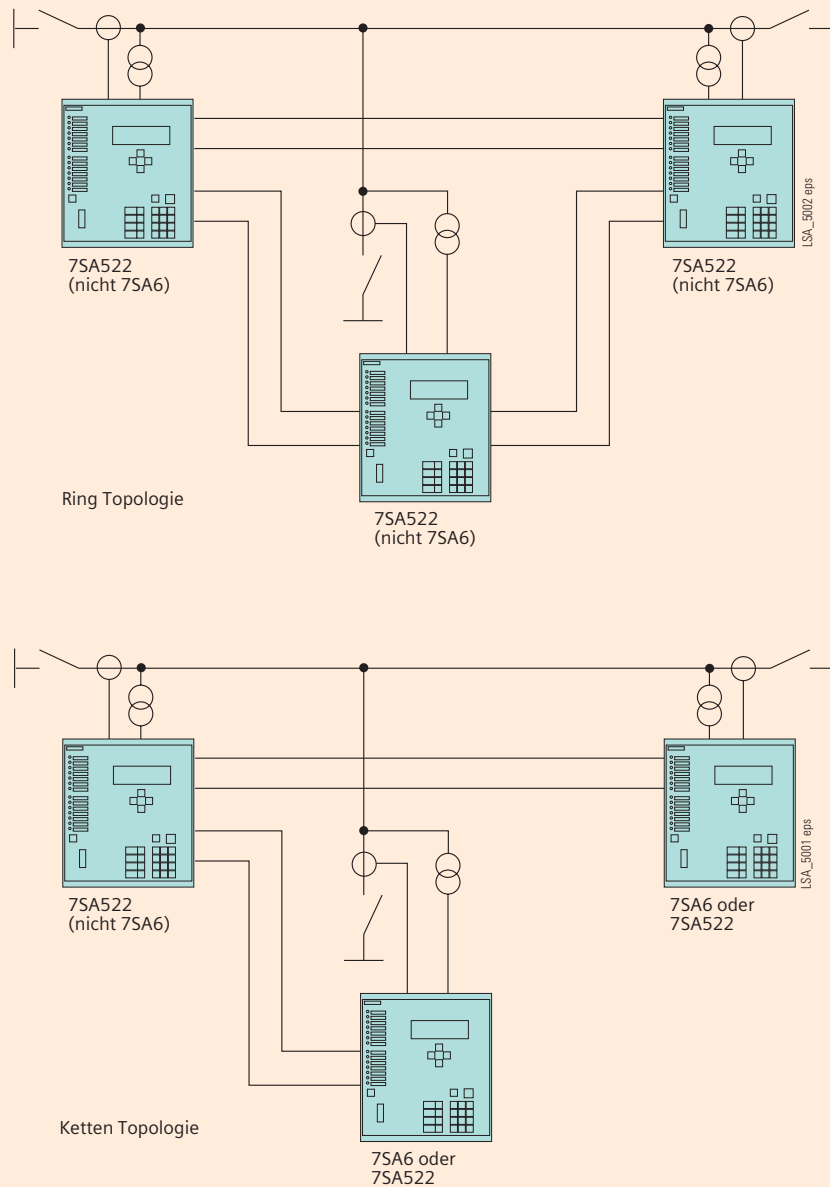 7SA522
(nicht 7SA6)
7SA522
(nicht 7SA6)
LSA_5002 eps
7SA522
(nicht 7SA6)
Ring Topologie
7SA522
(nicht 7SA6)
7SA6 oder
7SA522
LSA_5001 eps
7SA6 oder
7SA522
Ketten Topologie